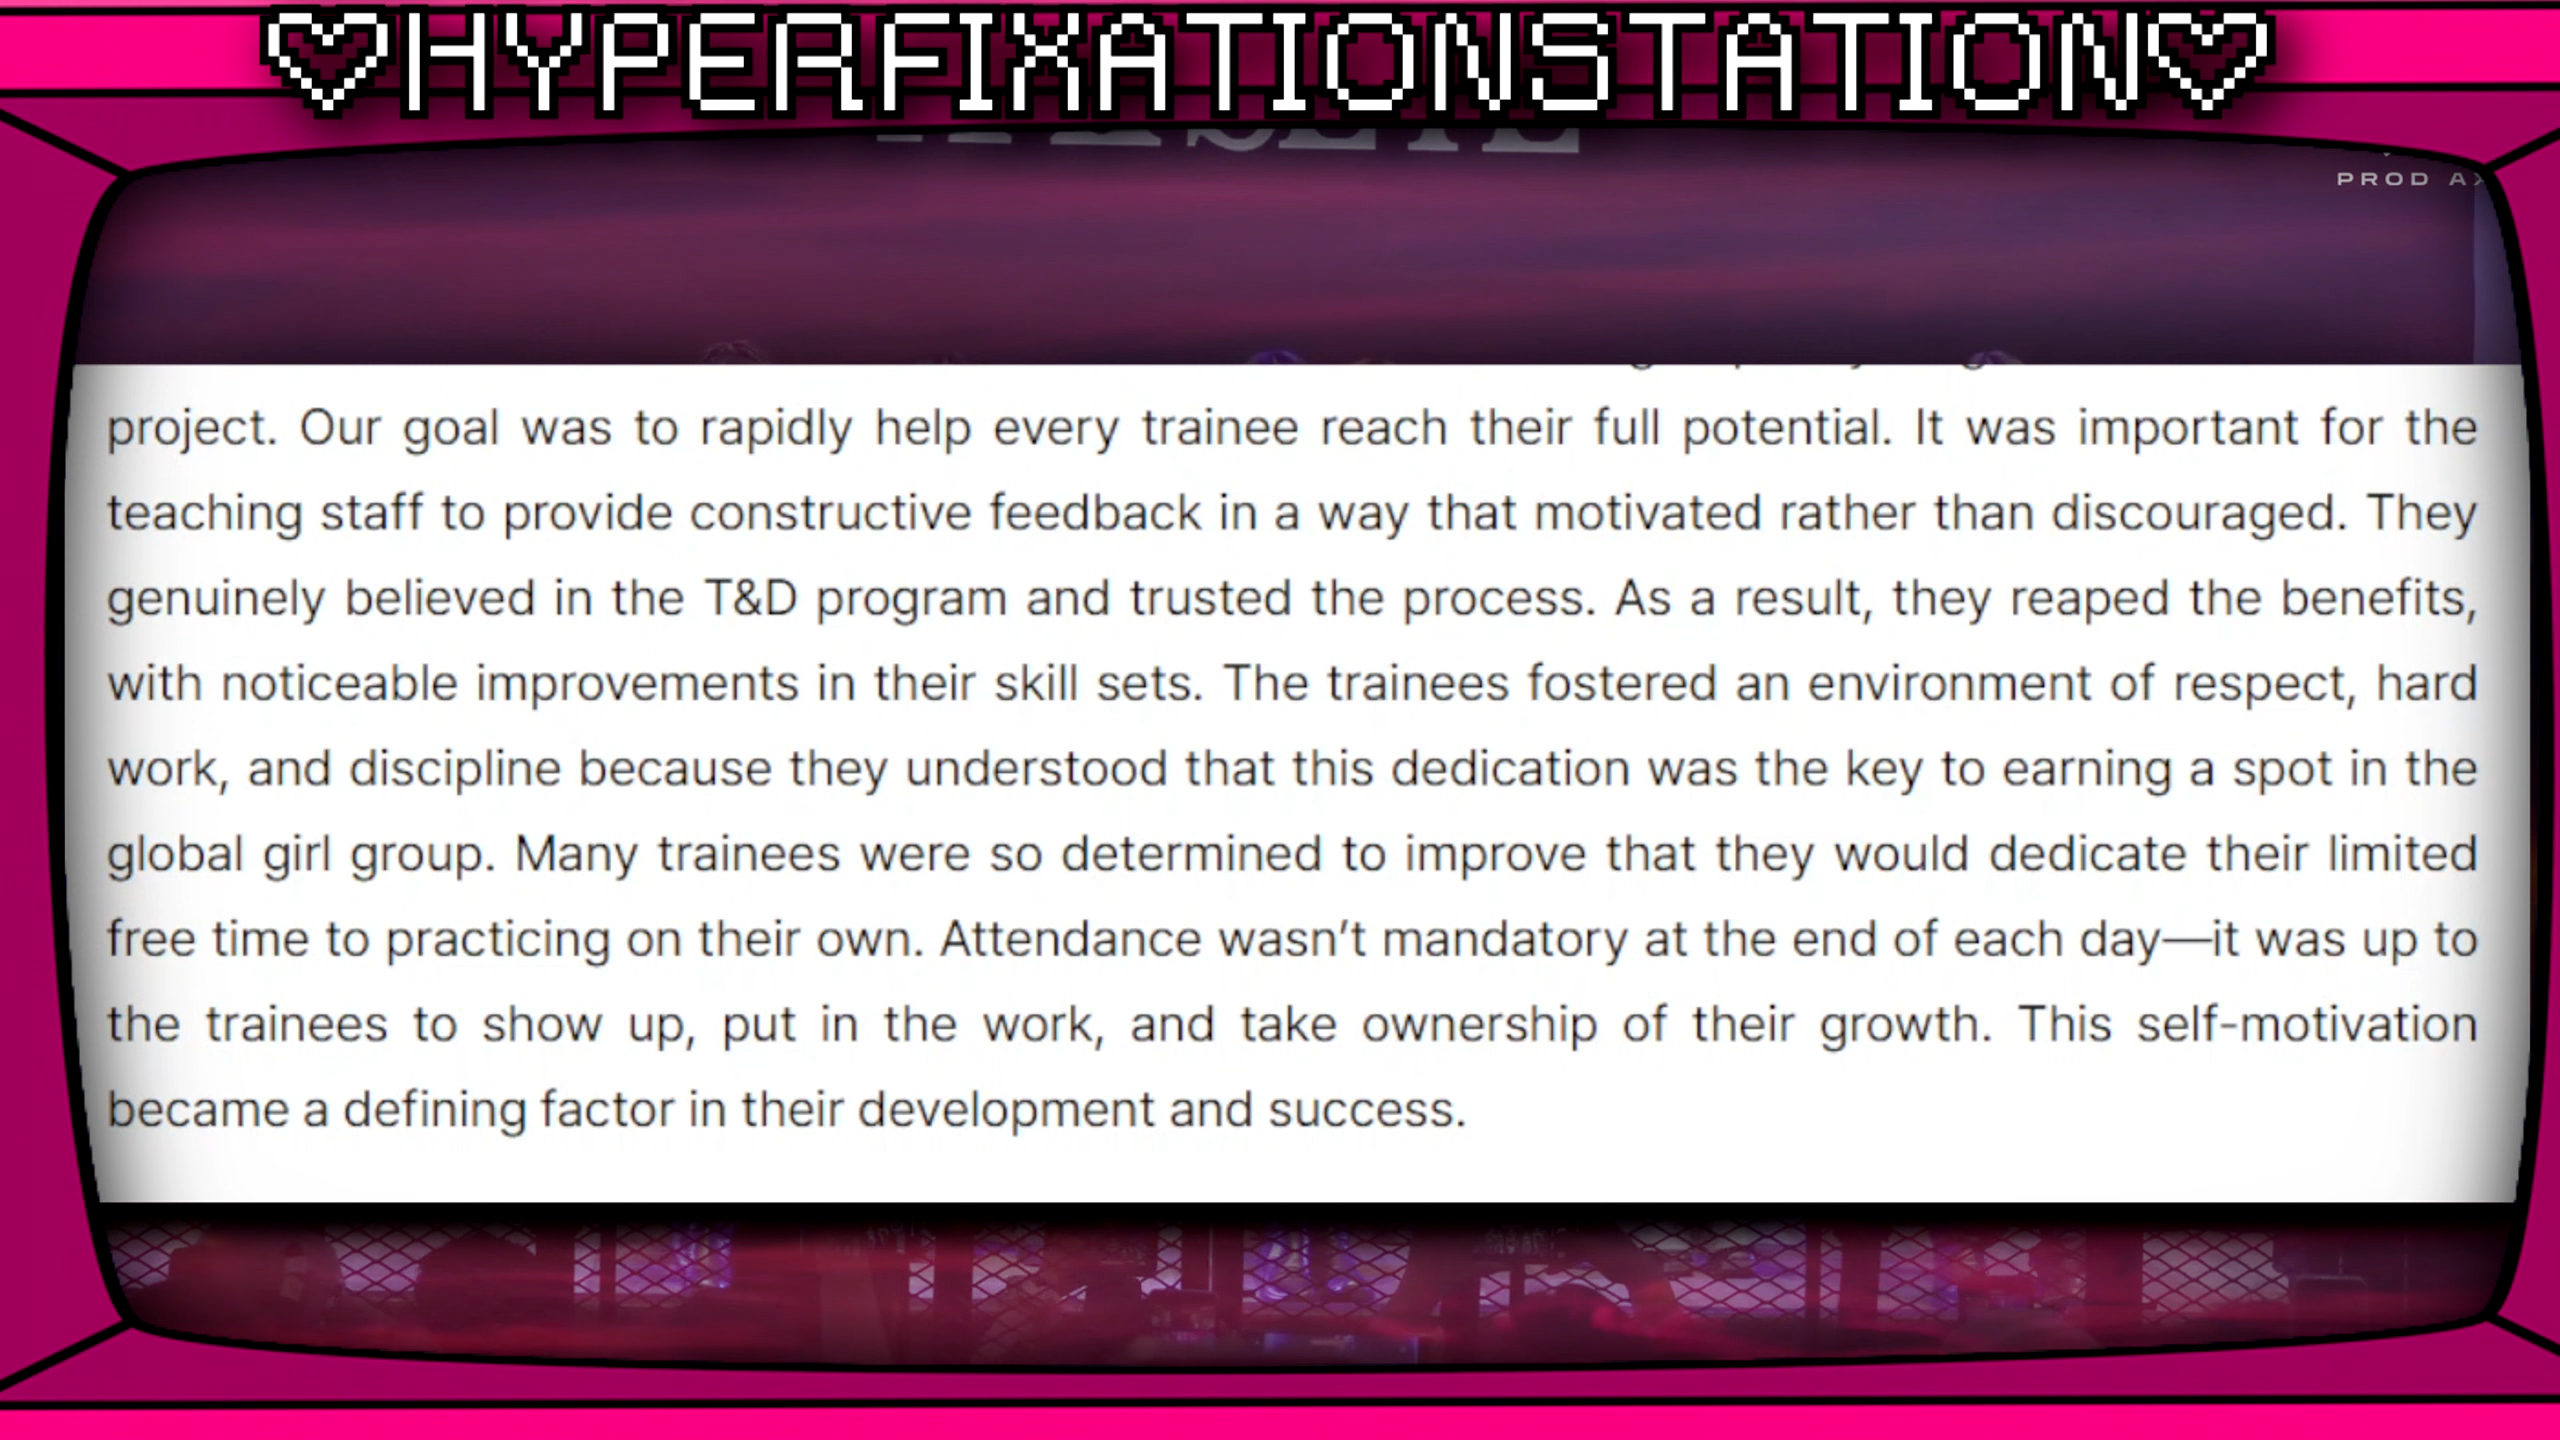 ♡HYPERFIXATIONSTATION♡
PROD
project. Our goal was to rapidly help every trainee reach their full potential. It was important for the
teaching staff to provide constructive feedback in a way that motivated rather than discouraged. They
genuinely believed in the T&D program and trusted the process. As a result, they reaped the benefits,
with noticeable improvements in their skill sets. The trainees fostered an environment of respect, hard
work, and discipline because they understood that this dedication was the key to earning a spot in the
global girl group. Many trainees were so determined to improve that they would dedicate their limited
free time to practicing on their own. Attendance wasn’t mandatory at the end of each day—it was up to
the trainees to show up, put in the work, and take ownership of their growth. This self-motivation
became a defining factor in their development and success.